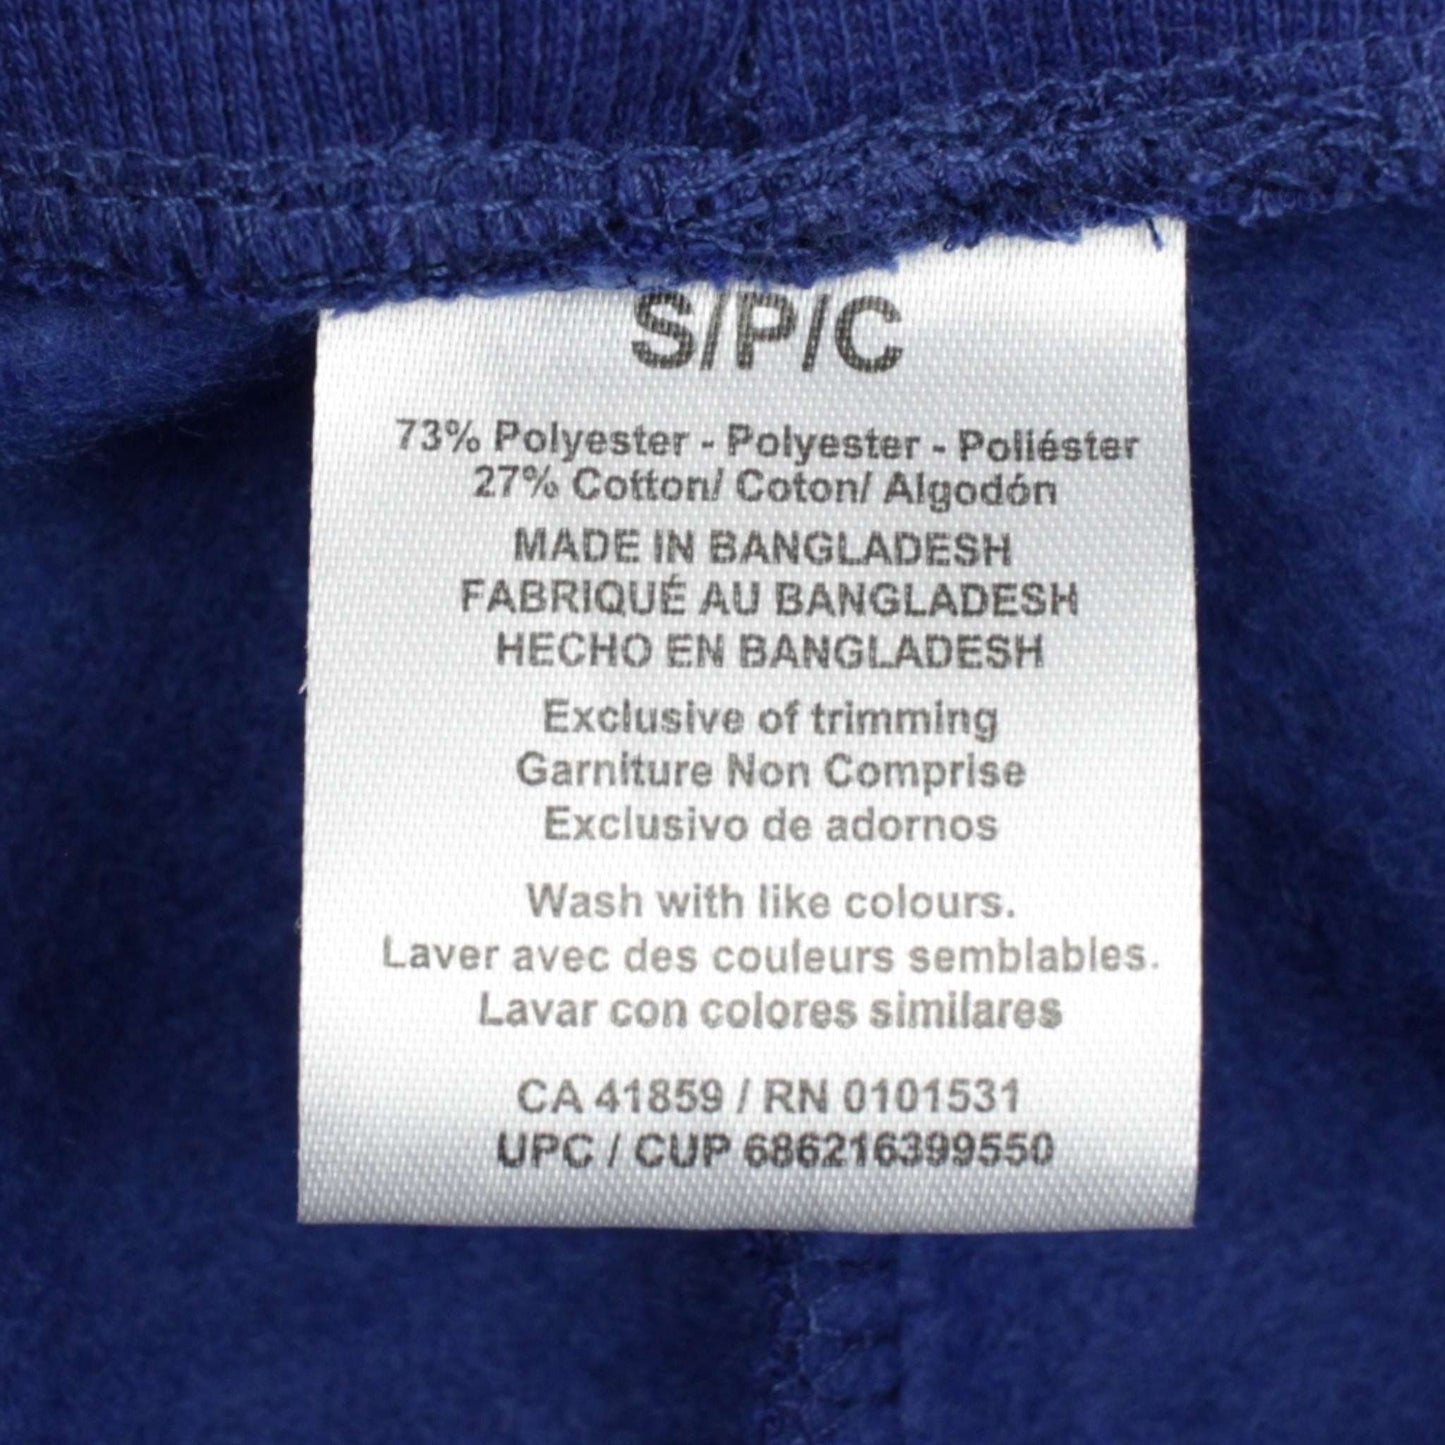 S/P/C
73% Polyester - Polyester - Poliéster
27% Cotton/ Coton/ Algodón
MADE IN BANGLADESH
FABRIQUÉ AU BANGLADESH
HECHO EN BANGLADESH
Exclusive of trimming
Garniture Non Comprise
Exclusivo de adornos
Wash with like colours.
Laver avec des couleurs semblables.
Lavar con colores similares
CA 41859 / RN 0101531
UPC / CUP 686216399550